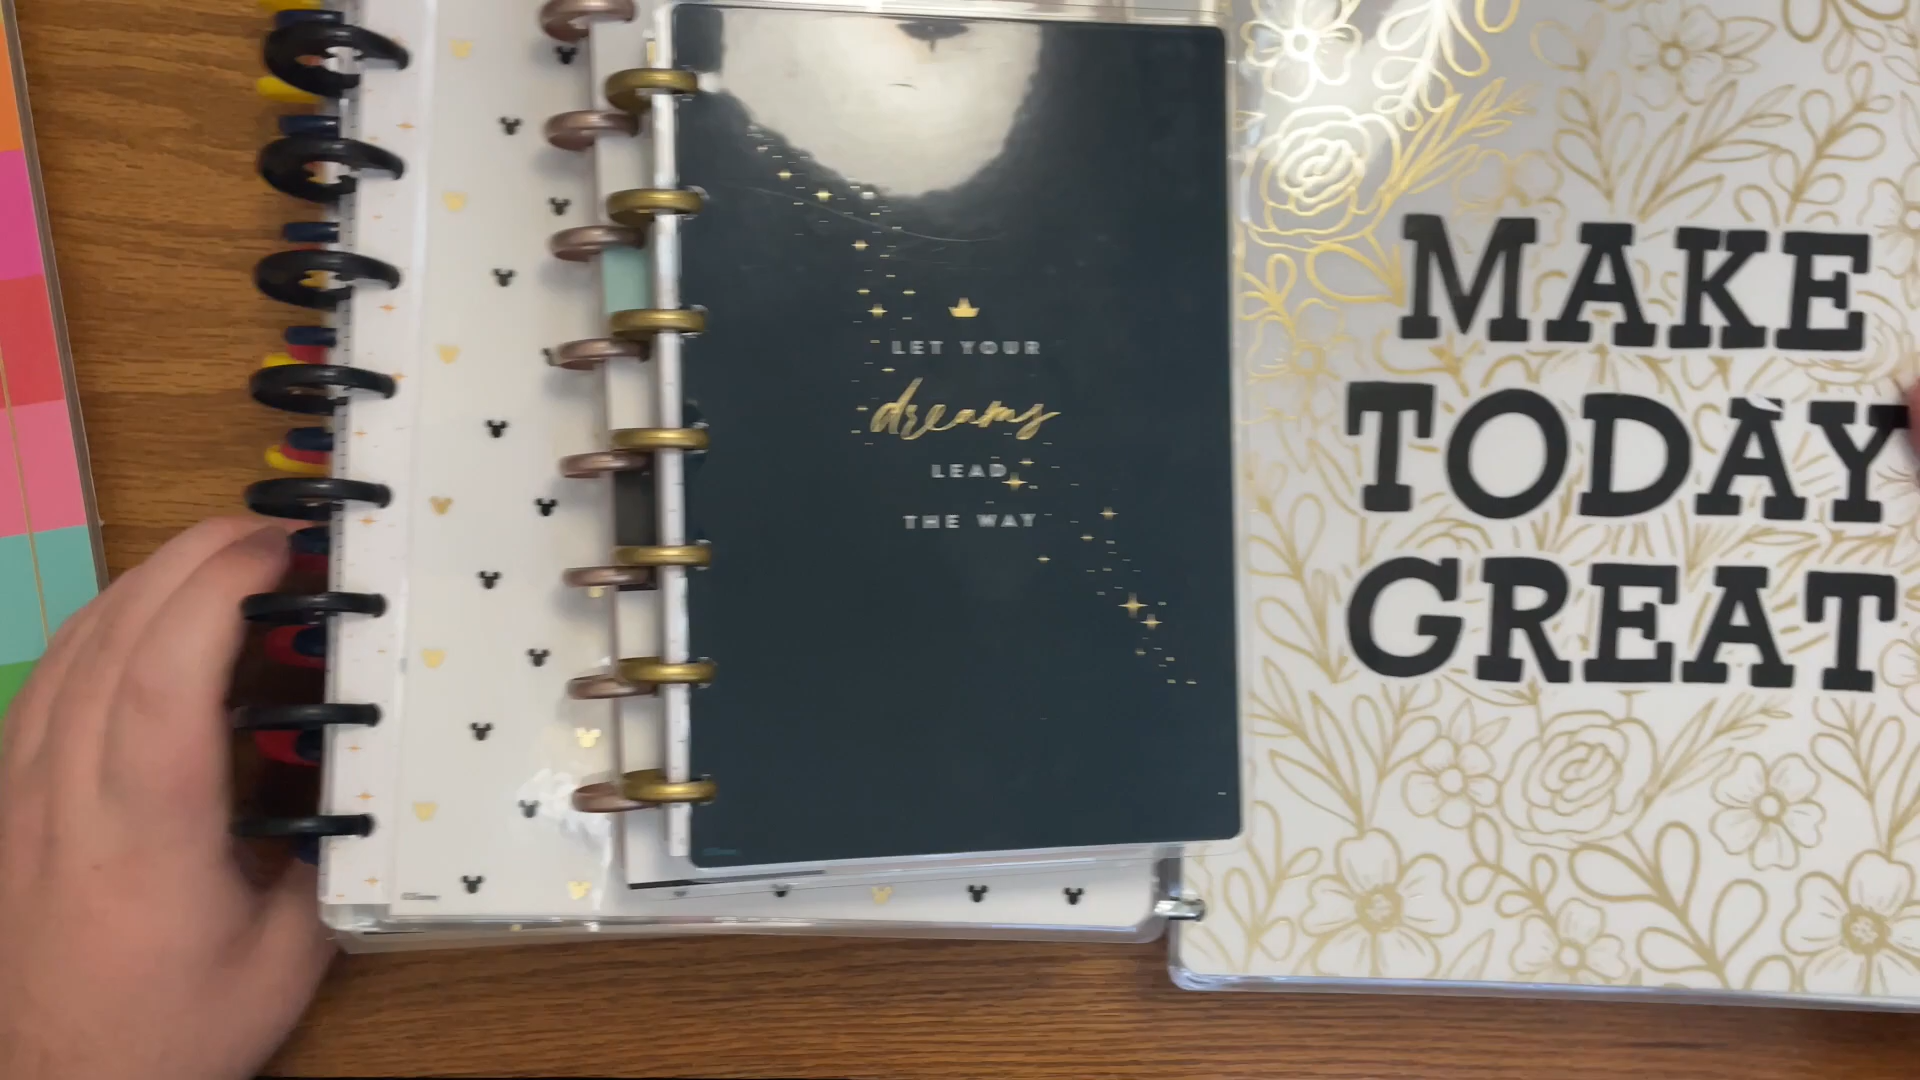 LET YOUR
dreams
LEAD
THE WAY
MAKE
TODAY
GREAT